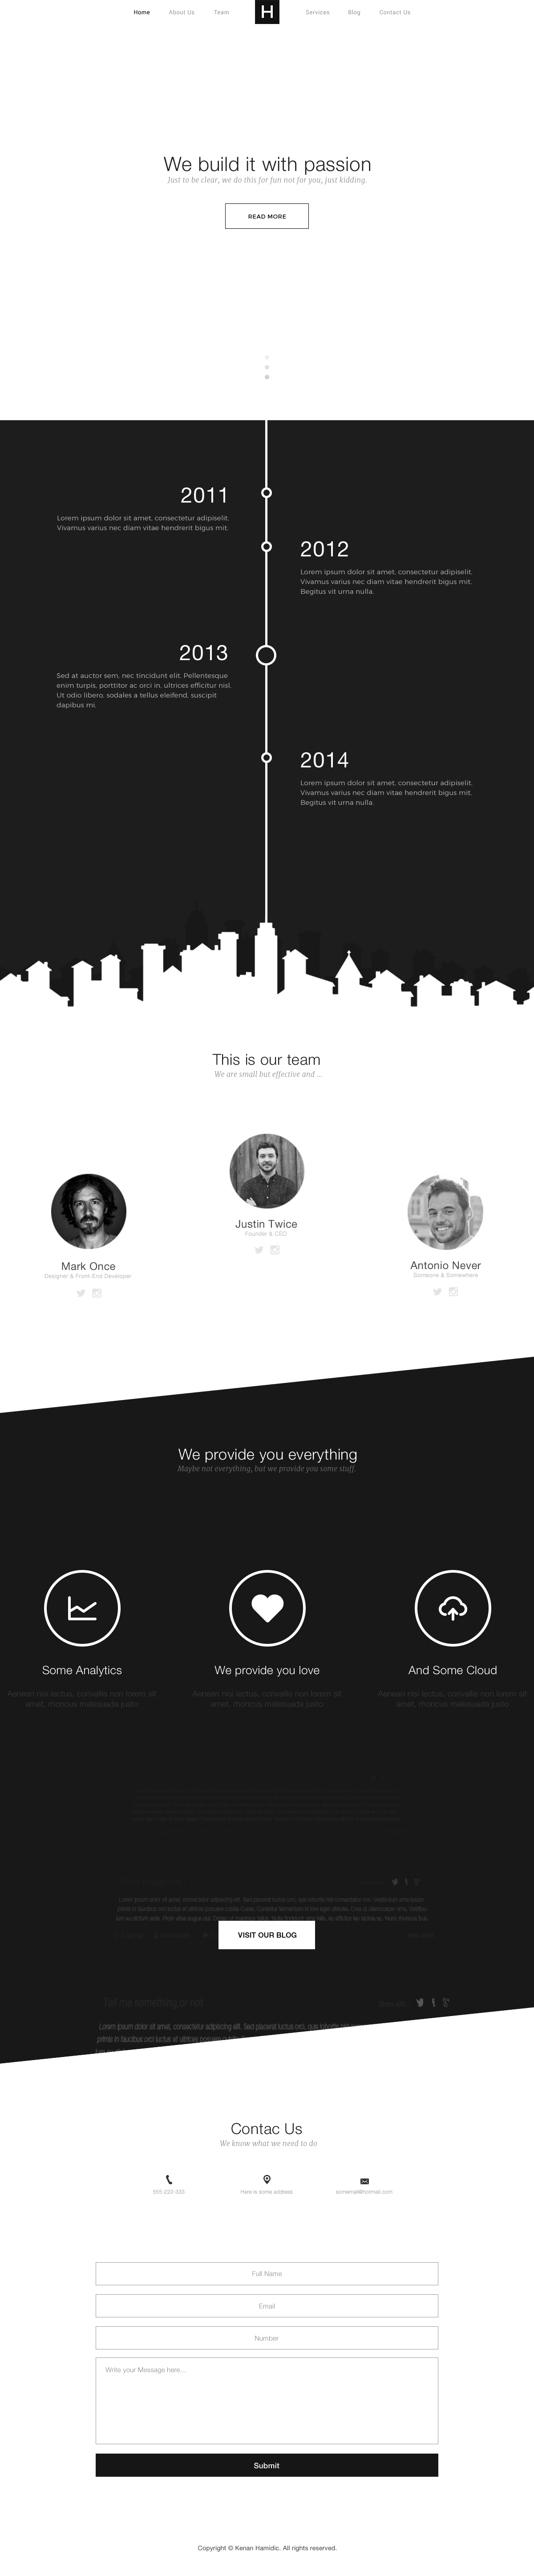 Home
About Us
Team
H
Services
Blog
Contact Us
We build it with passion
Just to be clear, we do this for fun not for you, just kidding.
READ MORE
2011
Lorem ipsum dolor sit amet, consectetur adipiselit.
Vivamus varius nec diam vitae hendrerit bigus mit.
2012
Lorem ipsum dolor sit amet, consectetur adipiselit.
Vivamus varius nec diam vitae hendrerit bigus mit.
Begitus vit urna nulla.
2013
Sed at auctor sem, nec tincidunt elit. Pellentesque
enim turpis, porttitor ac orci in, ultrices efficitur nisl.
Ut odio libero, sodales a tellus eleifend, suscipit
dapibus mi.
2014
Lorem ipsum dolor sit amet, consectetur adipiselit.
Vivamus varius nec diam vitae hendrerit bigus mit.
Begitus vit urna nulla.
This is our team
We are small but effective and ...
Justin Twice
Founder & CEO
Mark Once
Designer & Front-End Developer
Antonio Never
Someone & Somewhere
We provide you everything
Maybe not everything, but we provide you some stuff.
Some Analytics
Aenean nisi lectus, convallis non lorem sit
amet, rhoncus malesuada justo
We provide you love
Aenean nisi lectus, convallis non lorem sit
amet, rhoncus malesuada justo
And Some Cloud
Aenean nisi lectus, convallis non lorem sit
amet, rhoncus malesuada justo
VISIT OUR BLOG
Tell me something or not
Lorem ipsum dolor sit amet, consectetur adipiscing elit. Sed placerat luctus orci, quis lobortis
primis in faucibus orci luctus et ultrices posuere
Contac Us
We know what we need to do
555-223-333
Here is some address
somemail@hotmail.com
Full Name
Email
Number
Write your Message here...
Submit
Copyright © Kenan Hamidic. All rights reserved.